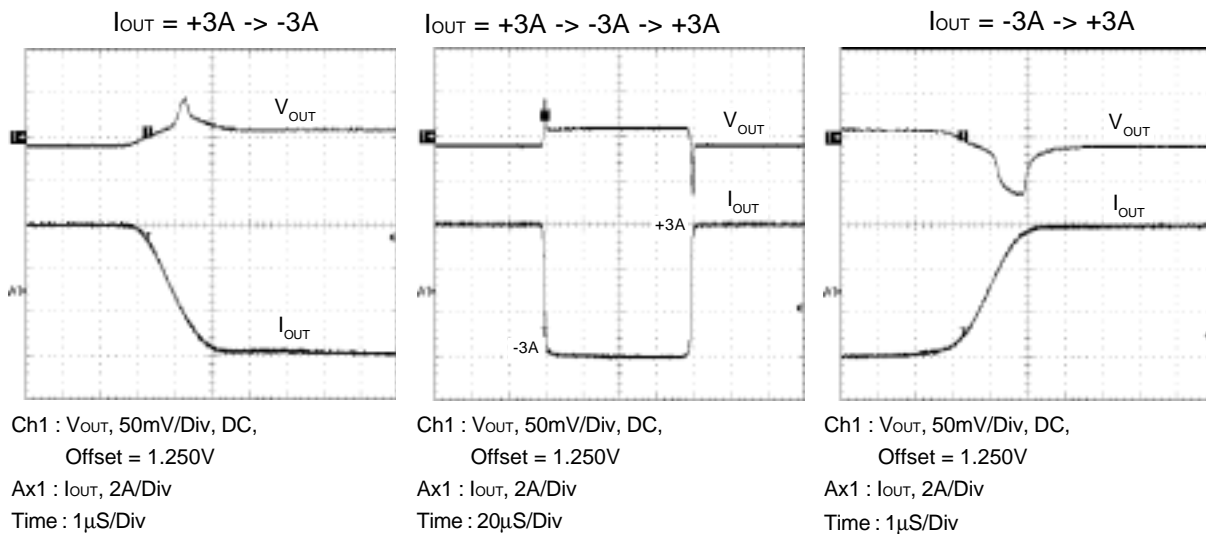 IOUT = +3A -> -3A
VOUT
IOUT
Ch1 : VOUT, 50mV/Div, DC,
Offset = 1.250V
Ax1 : IOUT, 2A/Div
Time : 1μS/Div
IOUT = +3A -> -3A -> +3A
VOUT
IOUT
+3A
-3A
Ch1 : VOUT, 50mV/Div, DC,
Offset = 1.250V
Ax1 : IOUT, 2A/Div
Time : 20μS/Div
IOUT = -3A -> +3A
VOUT
IOUT
Ch1 : VOUT, 50mV/Div, DC,
Offset = 1.250V
Ax1 : IOUT, 2A/Div
Time : 1μS/Div